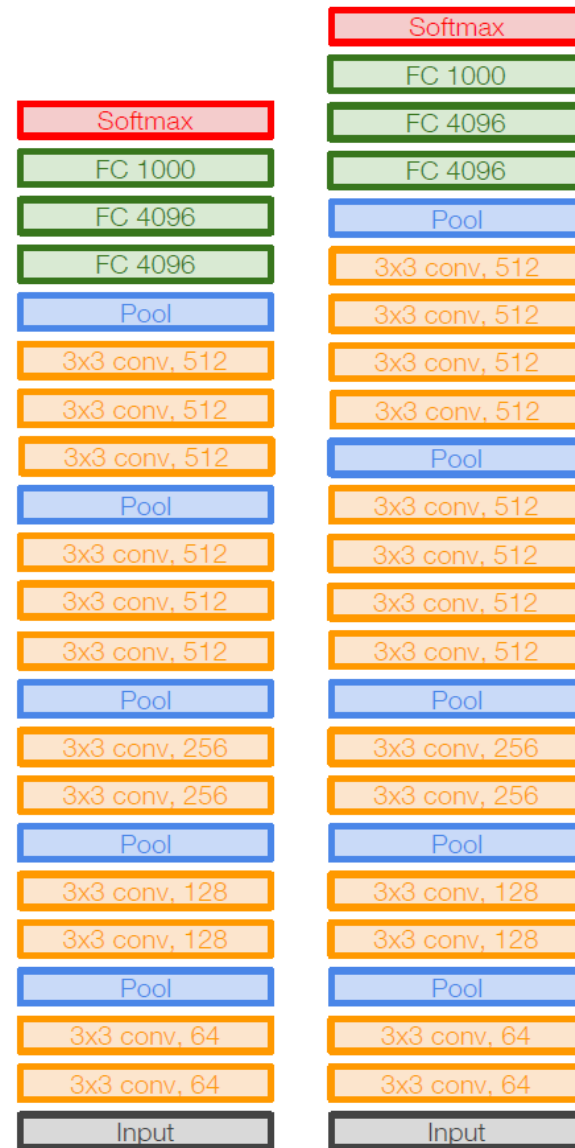 Softmax
FC 1000
FC 4096
FC 4096
Pool
3x3 conv, 512
3x3 conv, 512
3x3 conv, 512
Pool
3x3 conv, 512
3x3 conv, 512
3x3 conv, 512
Pool
3x3 conv, 256
3x3 conv, 256
Pool
3x3 conv, 128
3x3 conv, 128
Pool
3x3 conv, 64
3x3 conv, 64
Input
Softmax
FC 1000
FC 4096
FC 4096
Pool
3x3 conv, 512
3x3 conv, 512
3x3 conv, 512
3x3 conv, 512
Pool
3x3 conv, 512
3x3 conv, 512
3x3 conv, 512
3x3 conv, 512
Pool
3x3 conv, 256
3x3 conv, 256
Pool
3x3 conv, 128
3x3 conv, 128
Pool
3x3 conv, 64
3x3 conv, 64
Input